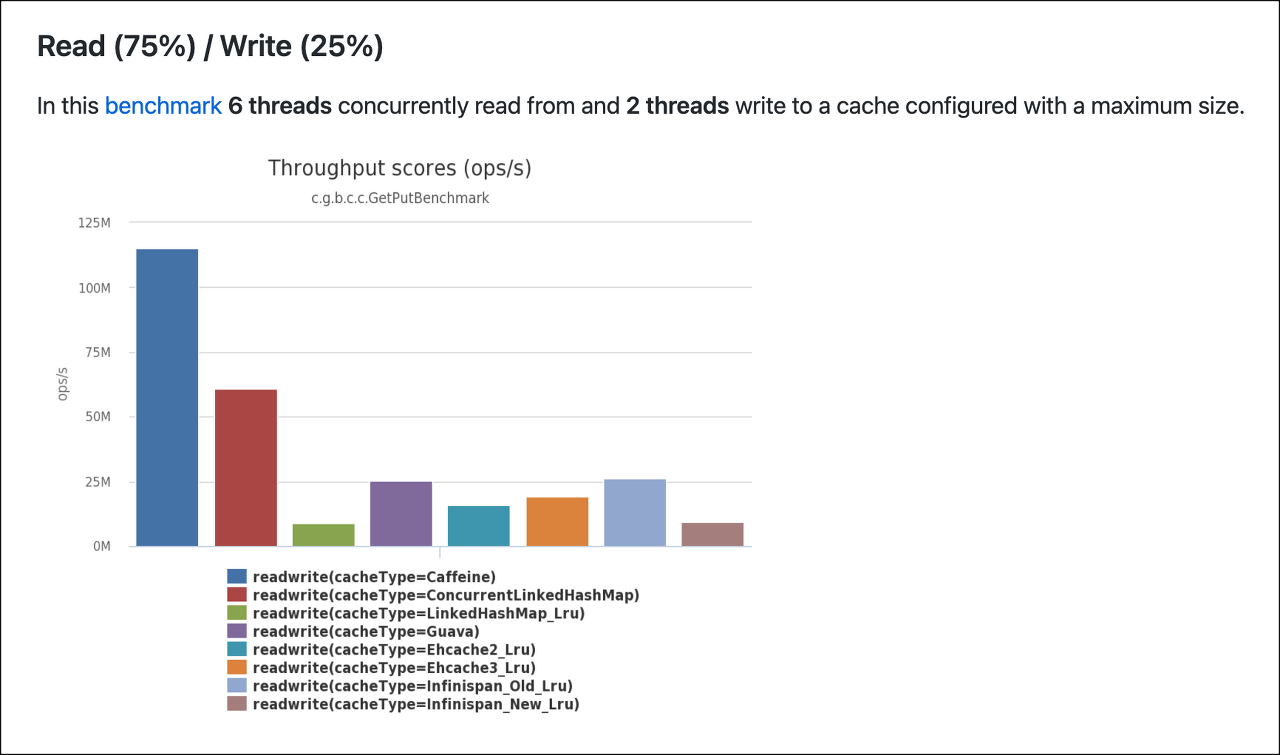 Read (75%) / Write (25%)
In this benchmark 6 threads concurrently read from and 2 threads write to a cache configured with a maximum size.
Throughput scores (ops/s)
c.g.b.c.c.GetPutBenchmark
125M
100M
75M
50M
25M
0M
ops/s
readwrite(cacheType=Caffeine)
readwrite(cacheType=ConcurrentLinkedHashMap)
readwrite(cacheType=LinkedHashMap_Lru)
readwrite(cacheType=Guava)
readwrite(cacheType=Ehcache2_Lru)
readwrite(cacheType=Ehcache3_Lru)
readwrite(cacheType=Infinispan_Old_Lru)
readwrite(cacheType=Infinispan_New_Lru)